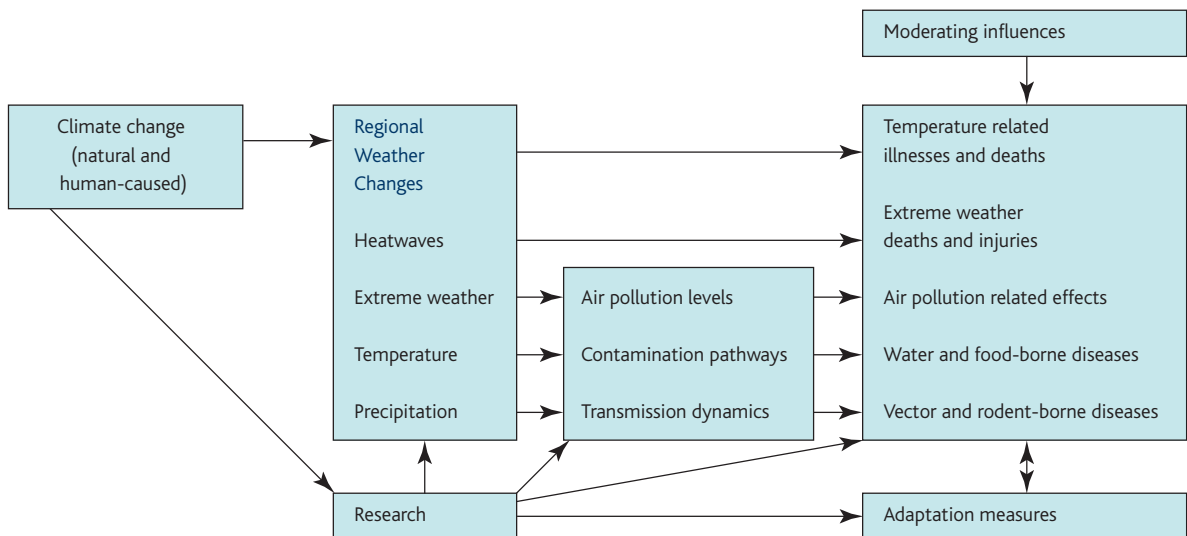 Moderating influences
Climate change
(natural and
human-caused)
Regional
Weather
Changes
Heatwaves
Extreme weather
Temperature
Precipitation
Air pollution levels
Contamination pathways
Transmission dynamics
Temperature related
illnesses and deaths
Extreme weather
deaths and injuries
Air pollution related effects
Water and food-borne diseases
Vector and rodent-borne diseases
Research
Adaptation measures